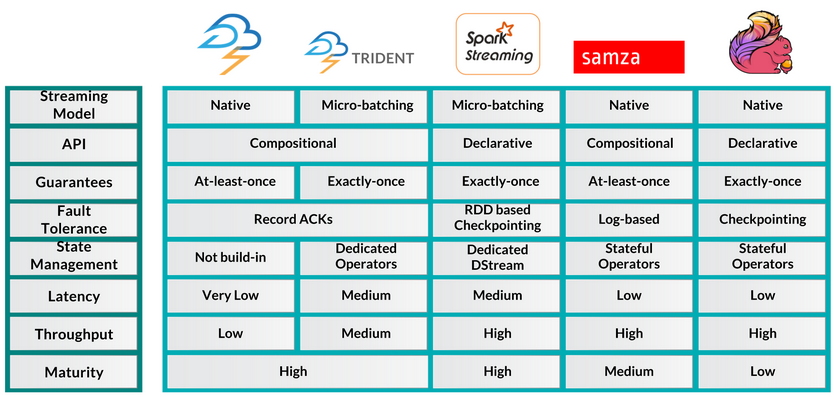 TRIDENT
Spark
Streaming
samza
Streaming
Model
Native
Micro-batching
Micro-batching
Native
Native
API
Compositional
Declarative
Compositional
Declarative
Guarantees
At-least-once
Exactly-once
Exactly-once
At-least-once
Exactly-once
Fault
Tolerance
Record ACKs
RDD based
Checkpointing
Log-based
Checkpointing
State
Management
Not build-in
Dedicated
Operators
Dedicated
DStream
Stateful
Operators
Stateful
Operators
Latency
Very Low
Medium
Medium
Low
Low
Throughput
Low
Medium
High
High
High
Maturity
High
High
Medium
Low